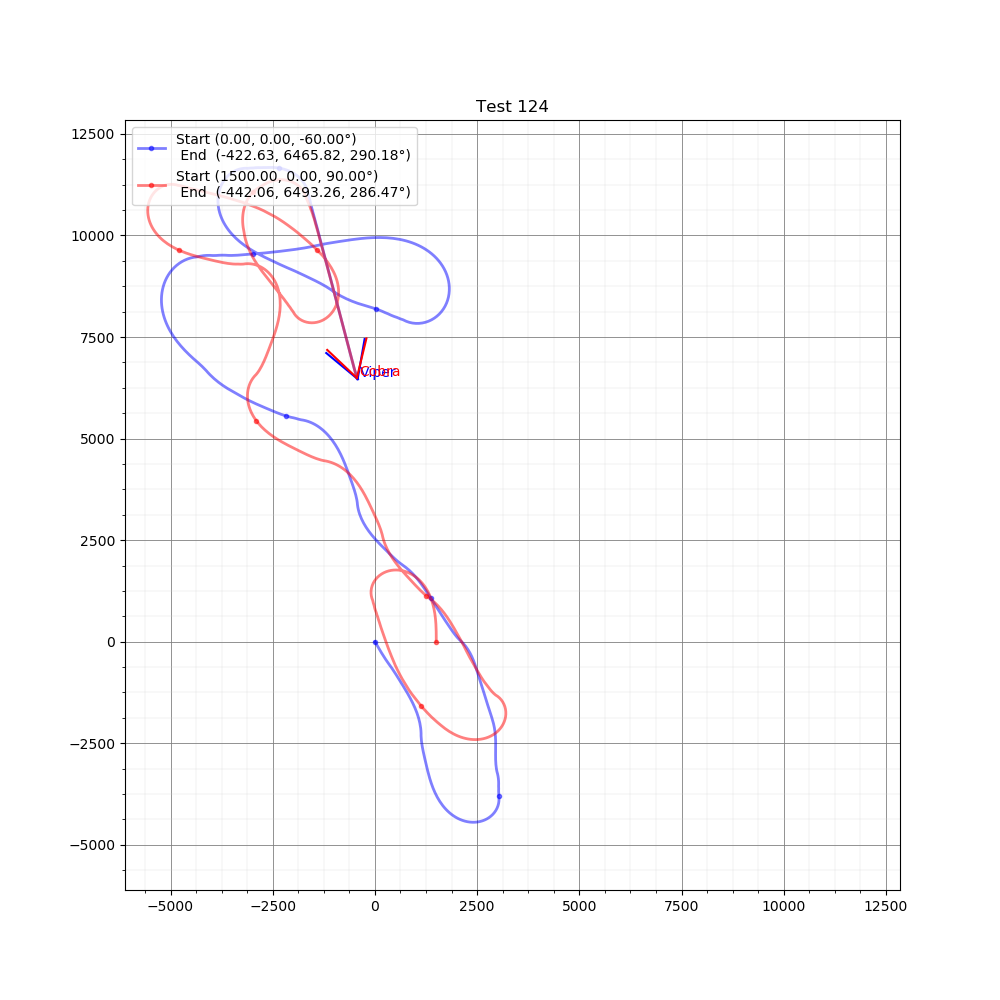 Test 124
Start (0.00, 0.00, -60.00°)
End (-422.63, 6465.82, 290.18°)
Start (1500.00, 0.00, 90.00°)
End (-442.06, 6493.26, 286.47°)
12500
10000
7500
5000
2500
0
−2500
−5000
Viper
Cobra
−5000 −2500 0 2500 5000 7500 10000 12500